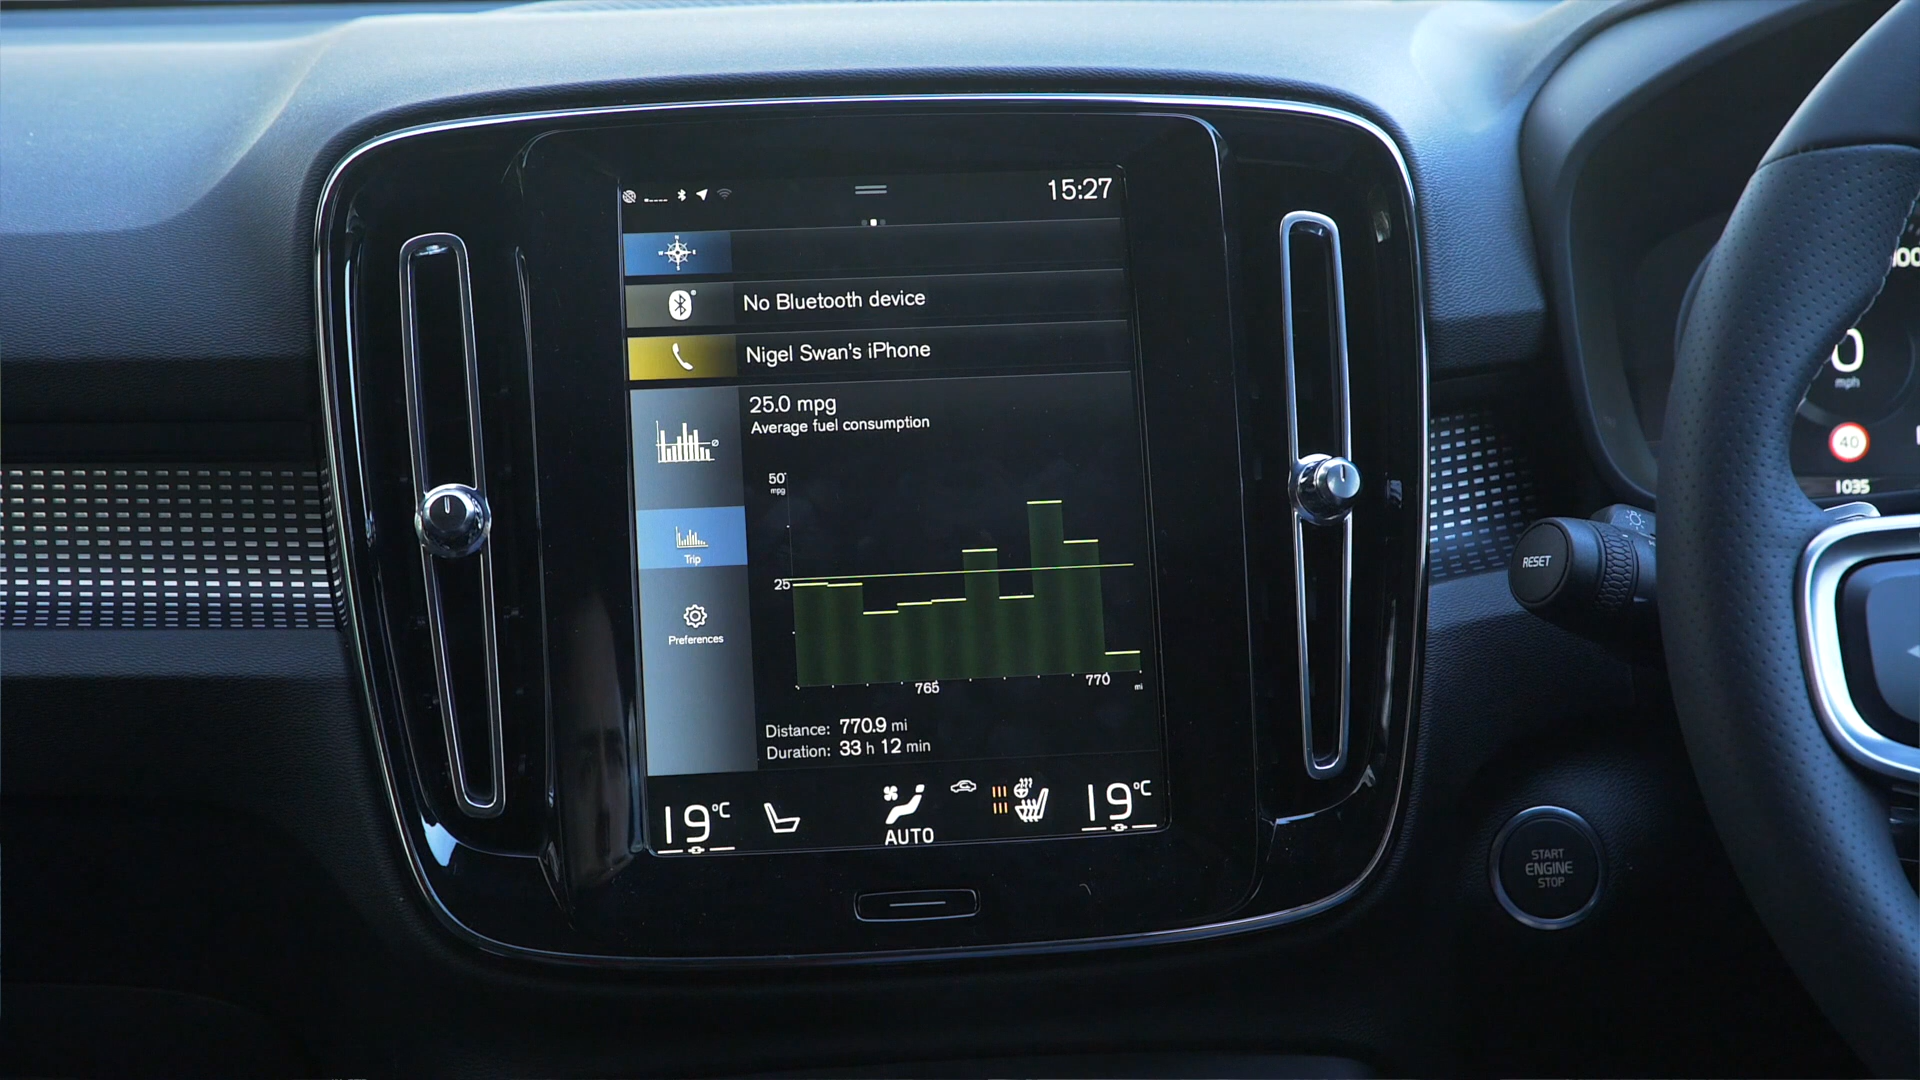 15:27
No Bluetooth device
Nigel Swan's iPhone
25.0 mpg
Average fuel consumption
50
mpg
25
Trip
Preferences
765
770
mi
Distance: 770.9 mi
Duration: 33 h 12 min
19°C
AUTO
19°C
RESET
START
ENGINE
STOP
0
mph
40
1035